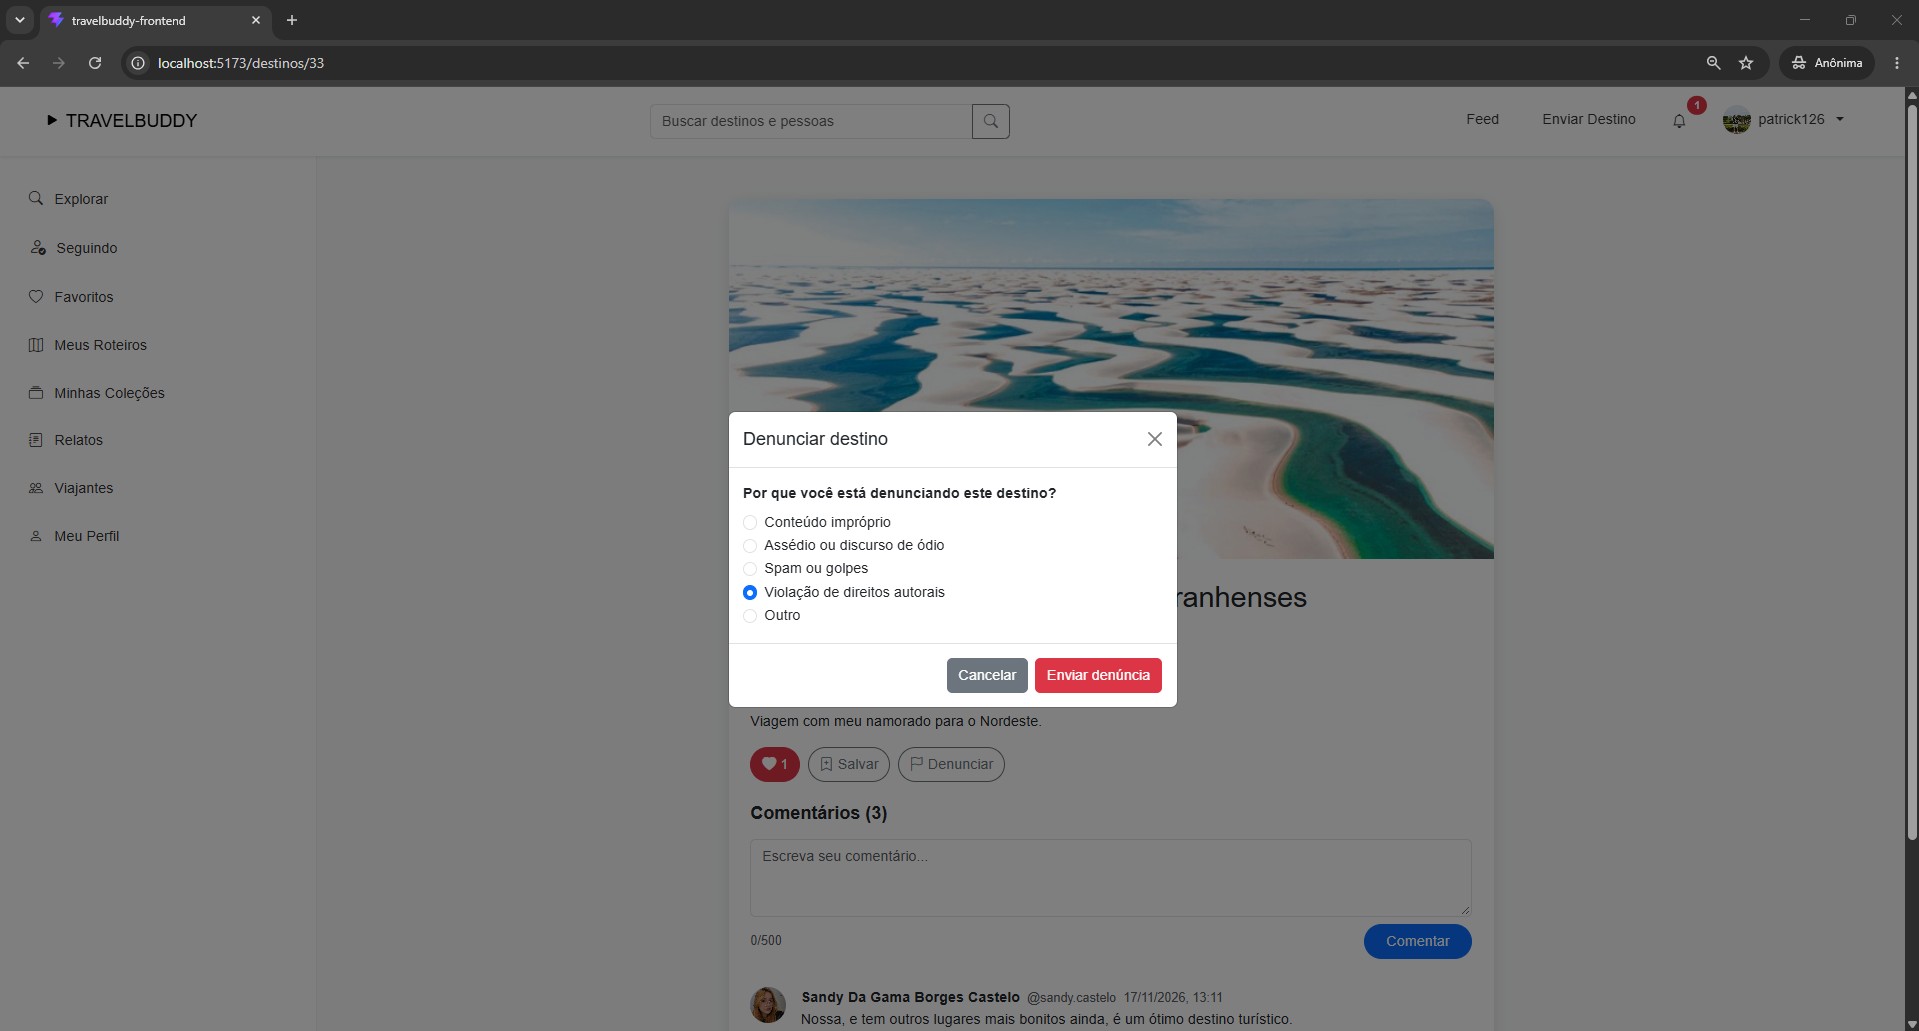 travelbuddy-frontend
localhost:5173/destinos/33
Anônima
TRAVELBUDDY
Buscar destinos e pessoas
Feed
Enviar Destino
1
patrick126
Explorar
Seguindo
Favoritos
Meus Roteiros
Minhas Coleções
Relatos
Viajantes
Meu Perfil
Denunciar destino
Por que você está denunciando este destino?
Conteúdo impróprio
Assédio ou discurso de ódio
Spam ou golpes
Violação de direitos autorais
Outro
Cancelar
Enviar denúncia
ranhenses
Viagem com meu namorado para o Nordeste.
1
Salvar
Denunciar
Comentários (3)
Escreva seu comentário...
0/500
Comentar
Sandy Da Gama Borges Castelo @sandy.castelo 17/11/2026, 13:11
Nossa, e tem outros lugares mais bonitos ainda, é um ótimo destino turístico.